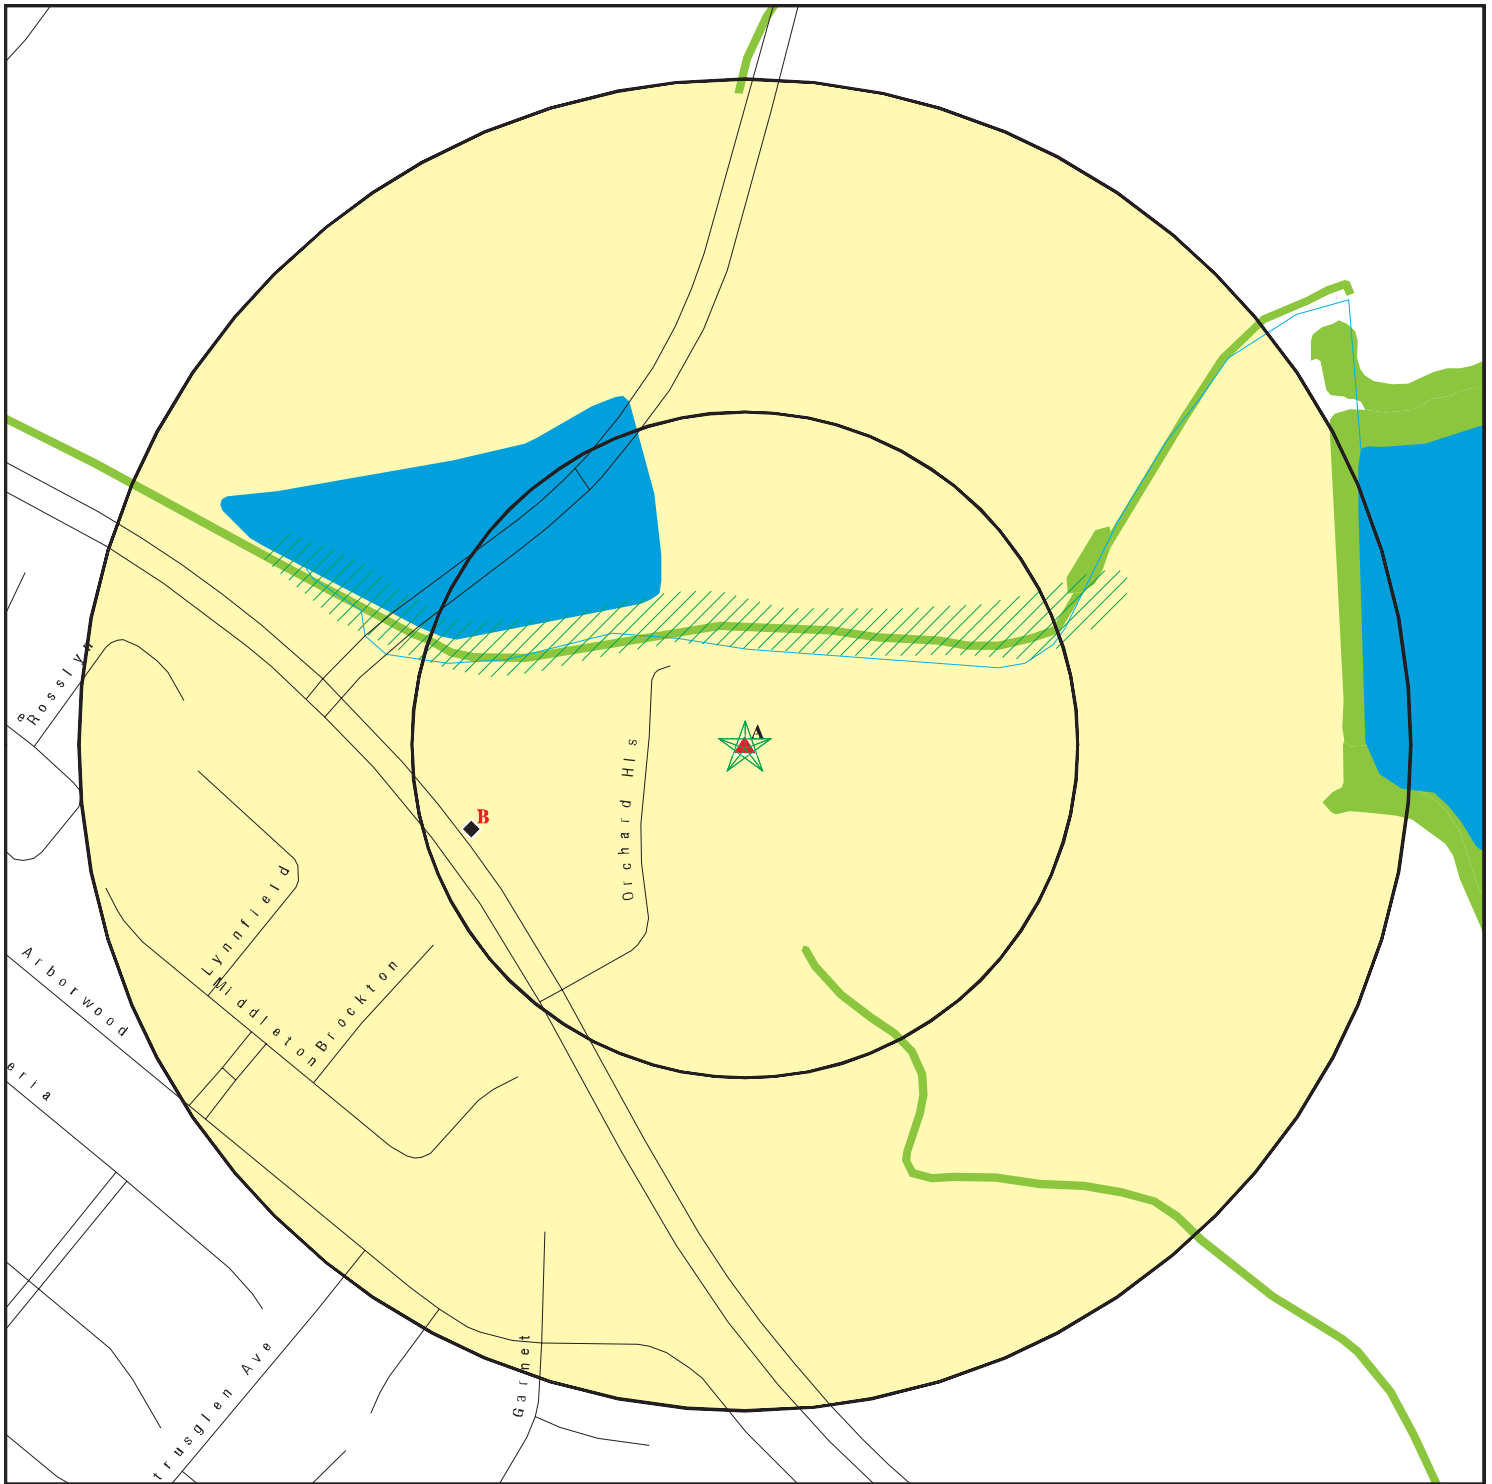 Rosslyn
e
A
Orchard Hls
B
Lynnfield
Middleton
Brockton
Arborwood
eria
Garnet
trusglen Ave